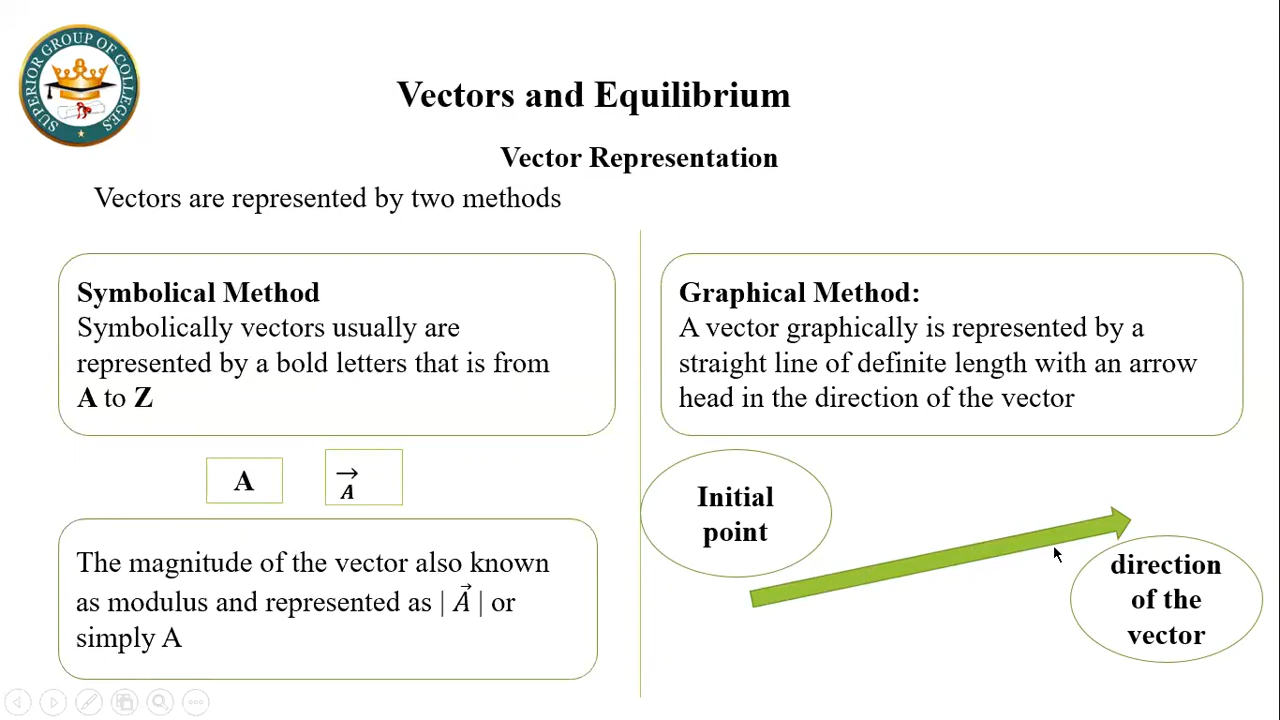 SUPERIOR GROUP OF COLLEGES
Vectors and Equilibrium
Vector Representation
Vectors are represented by two methods
Symbolical Method
Symbolically vectors usually are
represented by a bold letters that is from
A to Z
A
→
A
The magnitude of the vector also known
as modulus and represented as | A⃗ | or
simply A
Graphical Method:
A vector graphically is represented by a
straight line of definite length with an arrow
head in the direction of the vector
Initial
point
direction
of the
vector